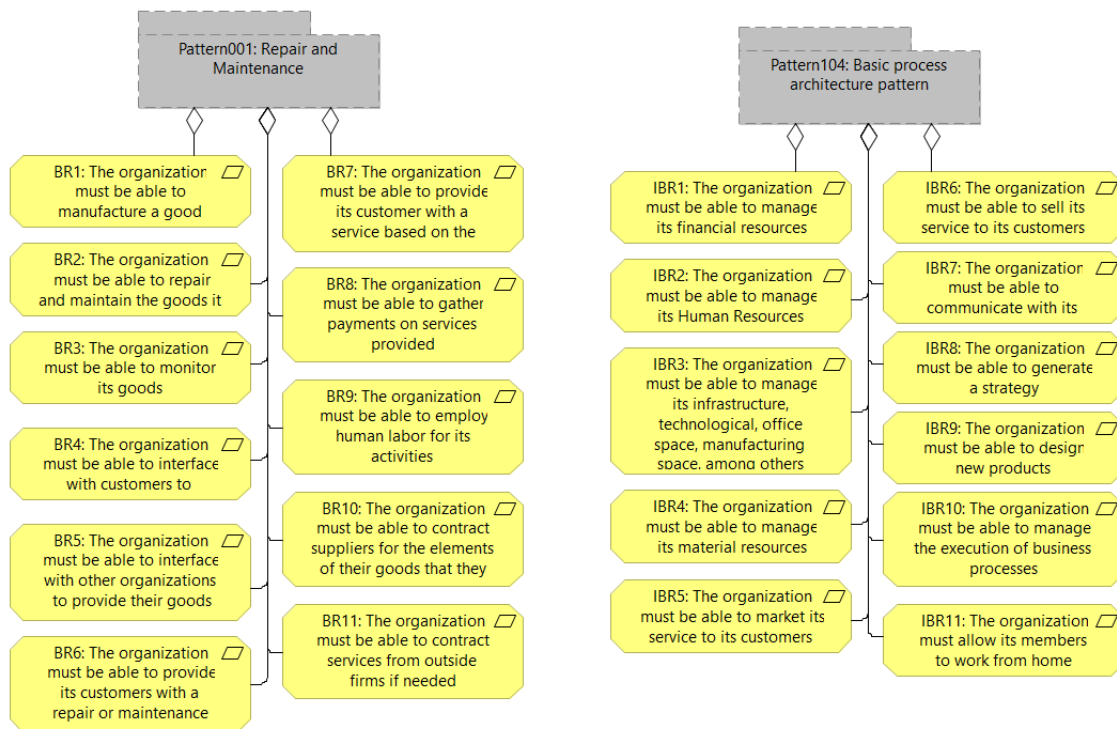 Pattern001: Repair and
Maintenance
BR1: The organization
must be able to
manufacture a good
BR2: The organization
must be able to repair
and maintain the goods it
BR3: The organization
must be able to monitor
its goods
BR4: The organization
must be able to interface
with customers to
BR5: The organization
must be able to interface
with other organizations
to provide their goods
BR6: The organization
must be able to provide
its customers with a
repair or maintenance
BR7: The organization
must be able to provide
its customer with a
service based on the
BR8: The organization
must be able to gather
payments on services
provided
BR9: The organization
must be able to employ
human labor for its
activities
BR10: The organization
must be able to contract
suppliers for the elements
of their goods that they
BR11: The organization
must be able to contract
services from outside
firms if needed
Pattern104: Basic process
architecture pattern
IBR1: The organization
must be able to manage
its financial resources
IBR2: The organization
must be able to manage
its Human Resources
IBR3: The organization
must be able to manage
its infrastructure,
technological, office
space, manufacturing
space, among others
IBR4: The organization
must be able to manage
its material resources
IBR5: The organization
must be able to market its
service to its customers
IBR6: The organization
must be able to sell its
service to its customers
IBR7: The organization
must be able to
communicate with its
IBR8: The organization
must be able to generate
a strategy
IBR9: The organization
must be able to design
new products
IBR10: The organization
must be able to manage
the execution of business
processes
IBR11: The organization
must allow its members
to work from home